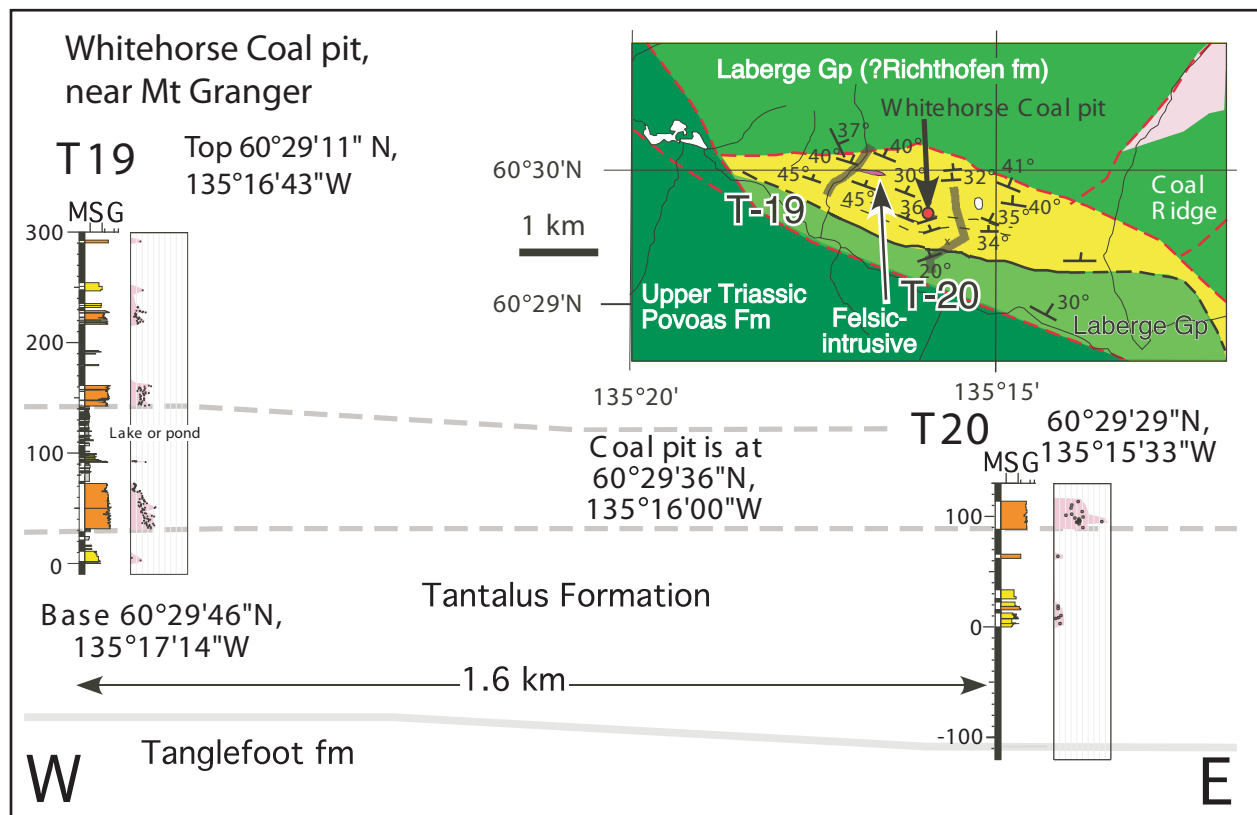 Whitehorse Coal pit,
near Mt Granger
T19
Top 60°29'11" N,
135°16'43"W
MSG
300
200
100
0
Lake or pond
Base 60°29'46"N,
135°17'14"W
Laberge Gp (?Richthofen fm)
Whitehorse Coal pit
37°
40°
40°
45°
30°
32°
41°
45°
36°
35°
40°
34°
x
20°
30°
Coal
Ridge
T-19
T-20
Upper Triassic
Povoas Fm
Felsic-
intrusive
Laberge Gp
60°30'N
1 km
60°29'N
135°20'
135°15'
Coal pit is at
60°29'36"N,
135°16'00"W
T20
60°29'29"N,
135°15'33"W
MSG
100
0
-100
Tantalus Formation
1.6 km
Tanglefoot fm
W
E